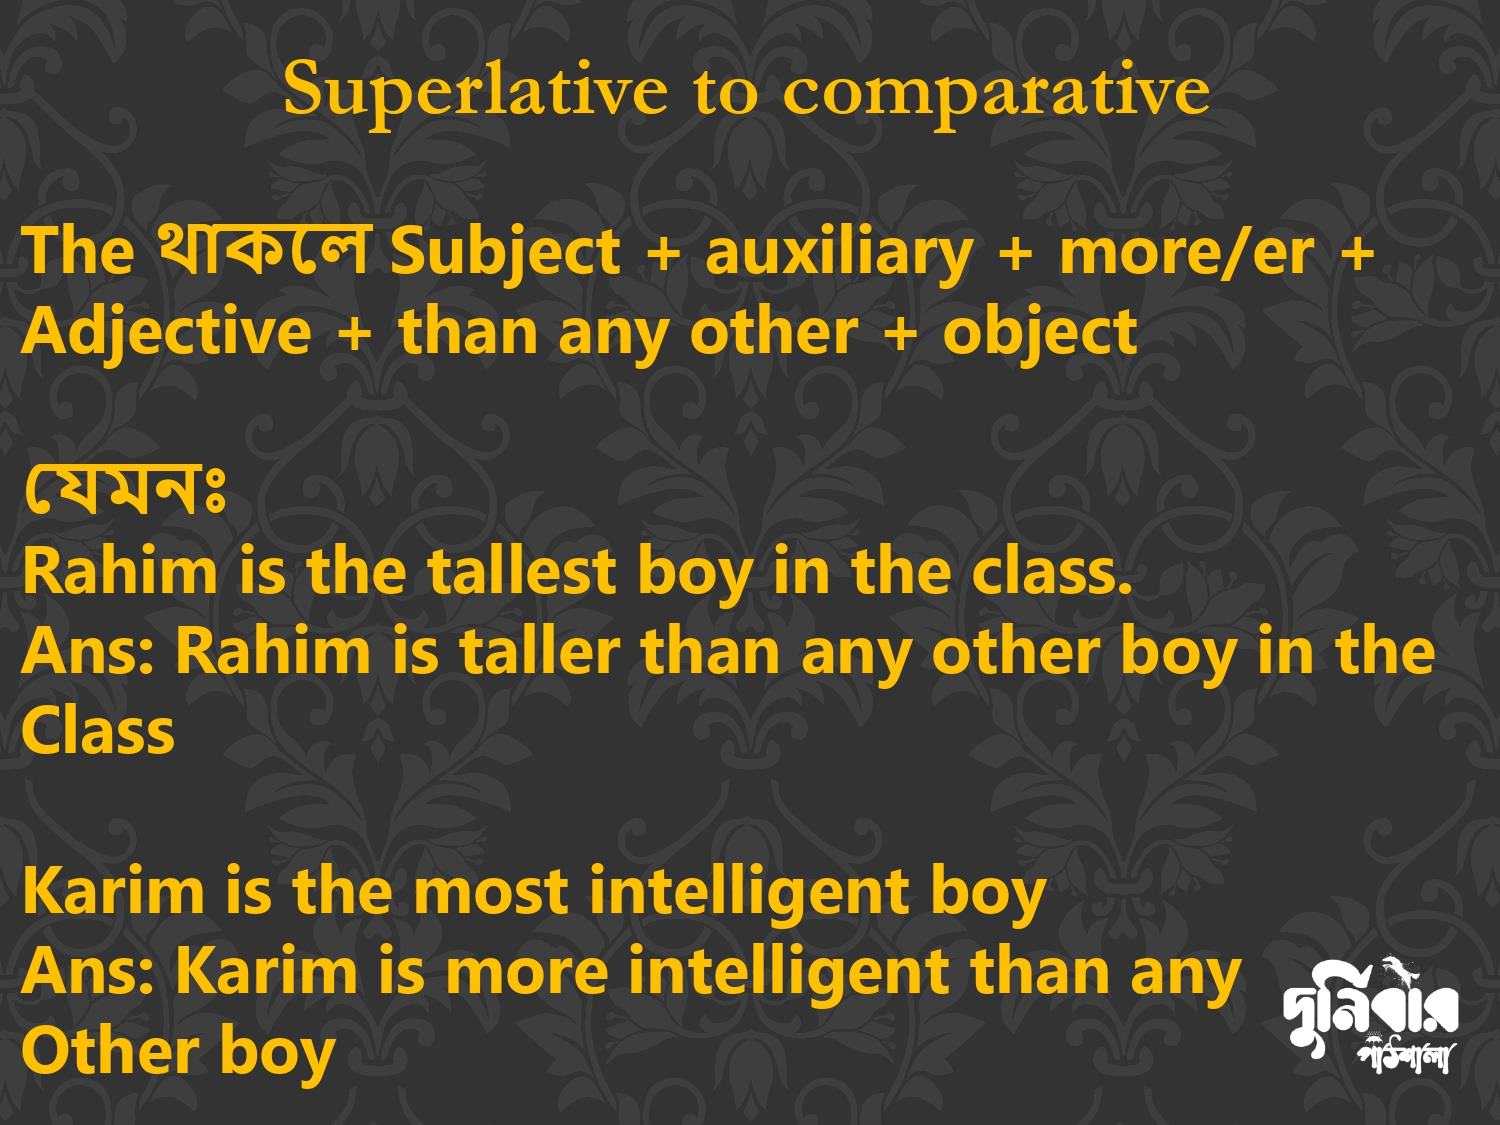 Superlative to comparative
The থাকলে Subject + auxiliary + more/er +
Adjective + than any other + object
যেমনঃ
Rahim is the tallest boy in the class.
Ans: Rahim is taller than any other boy in the
Class
Karim is the most intelligent boy
Ans: Karim is more intelligent than any
Other boy
দুর্নিবার
পাঠশালা